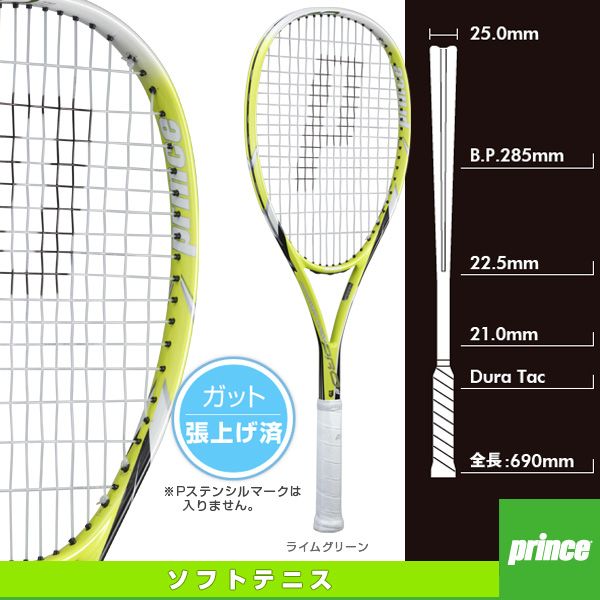 prince
prince
ガット
張上げ済
※Pステンシルマークは
入りません。
ライムグリーン
25.0mm
B.P.285mm
22.5mm
21.0mm
Dura Tac
全長:690mm
prince
ソフトテニス